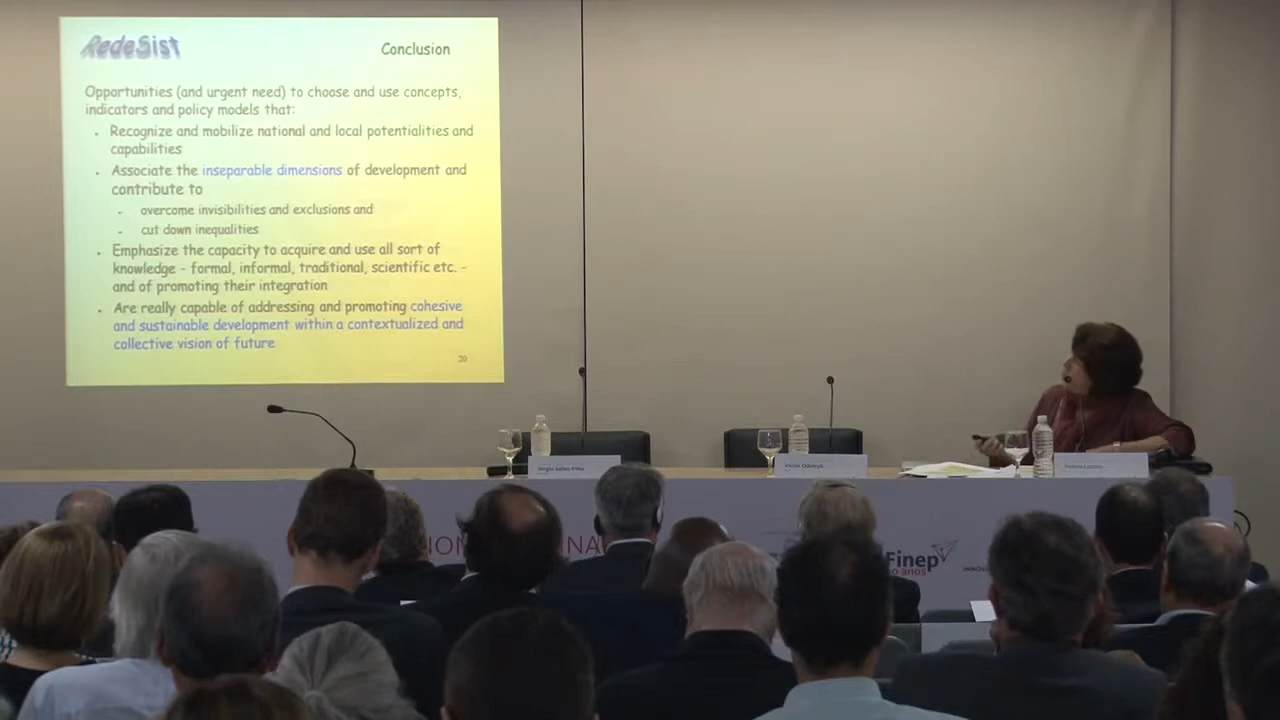 RedeSist
Conclusion
Opportunities (and urgent need) to choose and use concepts,
indicators and policy models that:
Recognize and mobilize national and local potentialities and
capabilities
Associate the inseparable dimensions of development and
contribute to
- overcome invisibilities and exclusions and
- cut down inequalities
Emphasize the capacity to acquire and use all sort of
knowledge - formal, informal, traditional, scientific etc. -
and of promoting their integration
Are really capable of addressing and promoting cohesive
and sustainable development within a contextualized and
collective vision of future
20
Finep
anos